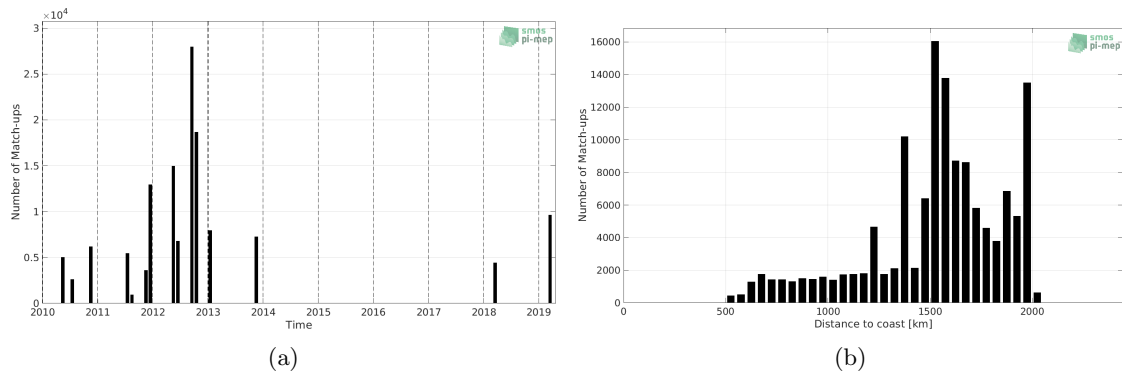 ×10⁴
3
2.5
2
1.5
1
0.5
0
Number of Match-ups
2010 2011 2012 2013 2014 2015 2016 2017 2018 2019
Time
smos
pi-mep
(a)
16000
14000
12000
10000
8000
6000
4000
2000
0
Number of Match-ups
0 500 1000 1500 2000
Distance to coast [km]
smos
pi-mep
(b)